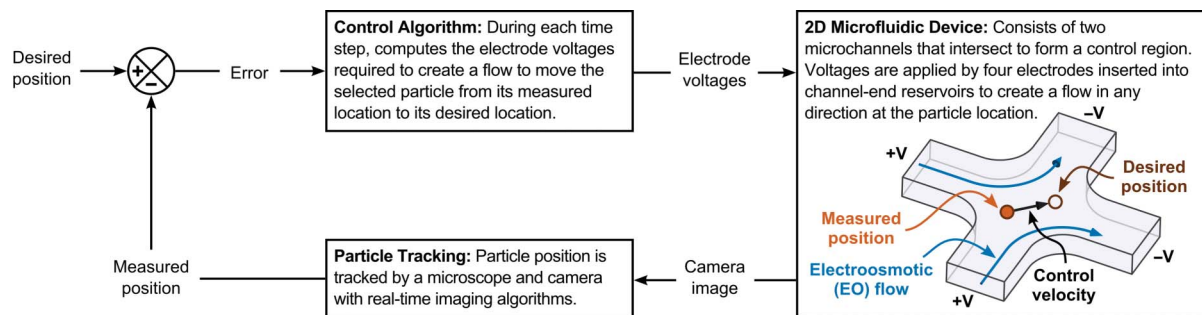 Desired
position
+
−
Error
Control Algorithm: During each time
step, computes the electrode voltages
required to create a flow to move the
selected particle from its measured
location to its desired location.
Electrode
voltages
2D Microfluidic Device: Consists of two
microchannels that intersect to form a control region.
Voltages are applied by four electrodes inserted into
channel-end reservoirs to create a flow in any
direction at the particle location.
–V
+V
Desired
position
Measured
position
Electroosmotic
(EO) flow
Control
velocity
–V
+V
Camera
image
Particle Tracking: Particle position is
tracked by a microscope and camera
with real-time imaging algorithms.
Measured
position